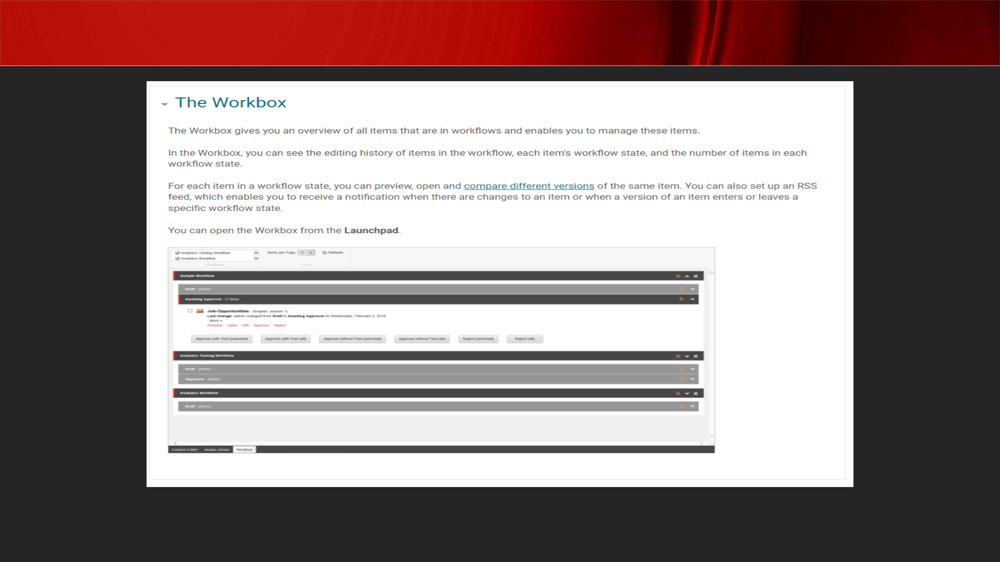 The Workbox
The Workbox gives you an overview of all items that are in workflows and enables you to manage these items.
In the Workbox, you can see the editing history of items in the workflow, each item's workflow state, and the number of items in each
workflow state.
For each item in a workflow state, you can preview, open and compare different versions of the same item. You can also set up an RSS
feed, which enables you to receive a notification when there are changes to an item or when a version of an item enters or leaves a
specific workflow state.
You can open the Workbox from the Launchpad.
Analytics Testing Workflow
Analytics Workflow
Workflows
Items per Page: 10 Refresh
View
Sample Workflow
Draft - (None)
Awaiting Approval - (1 item)
Job-Opportunities - (English, version 1)
Last change: admin changed from Draft to Awaiting Approval on Wednesday, February 3, 2016.
More
Preview Open Diff Approve Reject
Approve with Test (selected) Approve with Test (all) Approve without Test (selected) Approve without Test (all) Reject (selected) Reject (all)
Analytics Testing Workflow
Draft - (None)
Deployed - (None)
Analytics Workflow
Draft - (None)
Content Editor Media Library Workbox